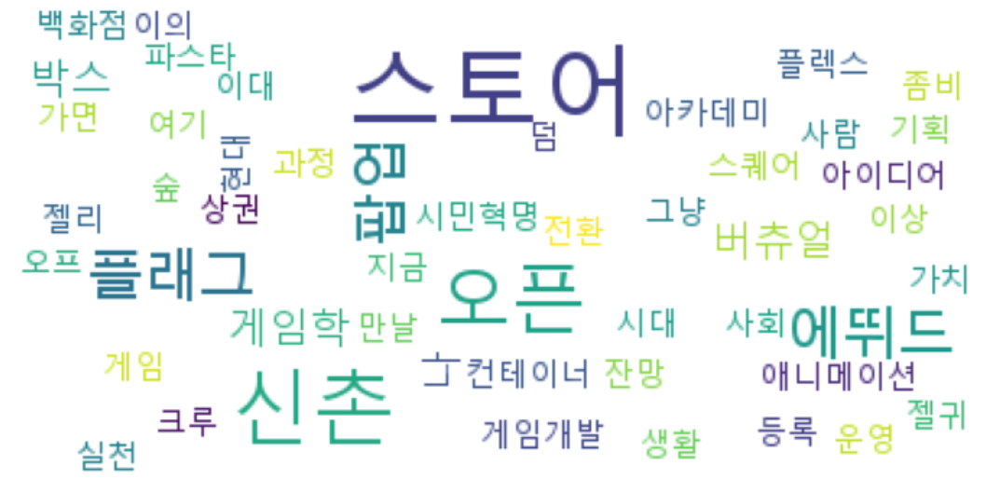 백화점 이의
파스타
박스
이대
가면
여기
현대
과정
숲
상권
젤리
오프
플래그
스토어
덤
팝업
시민혁명
전환
지금
오픈
플렉스
좀비
아카데미
사람
기획
스퀘어
아이디어
그냥
버츄얼
이상
가치
게임학
만날
시대
사회
에뛰드
게임
신촌
컨테이너
잔망
애니메이션
크루
게임개발
생활
등록
운영
젤귀
실천